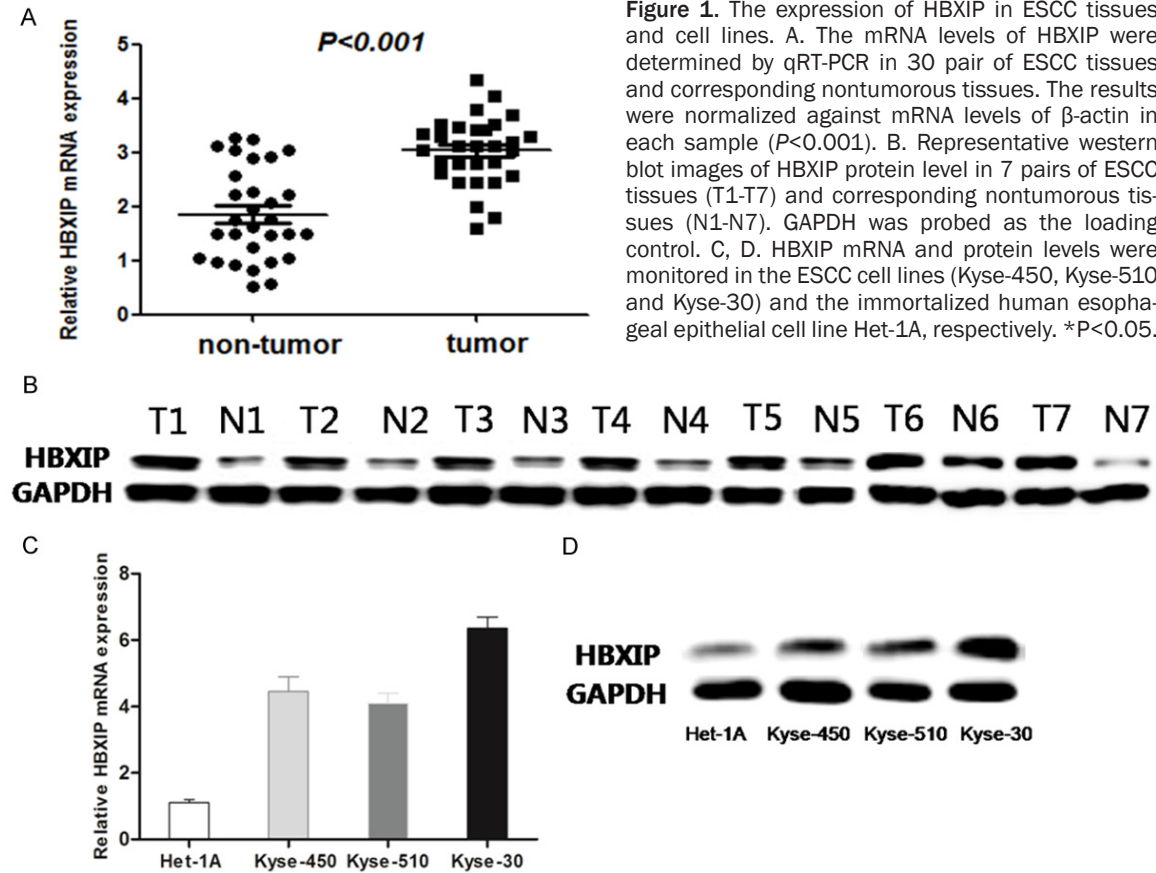 A
Relative HBXIP mRNA expression
5
4
3
2
1
0
P<0.001
non-tumor
tumor
Figure 1. The expression of HBXIP in ESCC tissues
and cell lines. A. The mRNA levels of HBXIP were
determined by qRT-PCR in 30 pair of ESCC tissues
and corresponding nontumorous tissues. The results
were normalized against mRNA levels of β-actin in
each sample (P<0.001). B. Representative western
blot images of HBXIP protein level in 7 pairs of ESCC
tissues (T1-T7) and corresponding nontumorous tis-
sues (N1-N7). GAPDH was probed as the loading
control. C, D. HBXIP mRNA and protein levels were
monitored in the ESCC cell lines (Kyse-450, Kyse-510
and Kyse-30) and the immortalized human esopha-
geal epithelial cell line Het-1A, respectively. *P<0.05.
B
T1 N1 T2 N2 T3 N3 T4 N4 T5 N5 T6 N6 T7 N7
HBXIP
GAPDH
C
Relative HBXIP mRNA expression
8
6
4
2
0
Het-1A Kyse-450 Kyse-510 Kyse-30
D
HBXIP
GAPDH
Het-1A Kyse-450 Kyse-510 Kyse-30